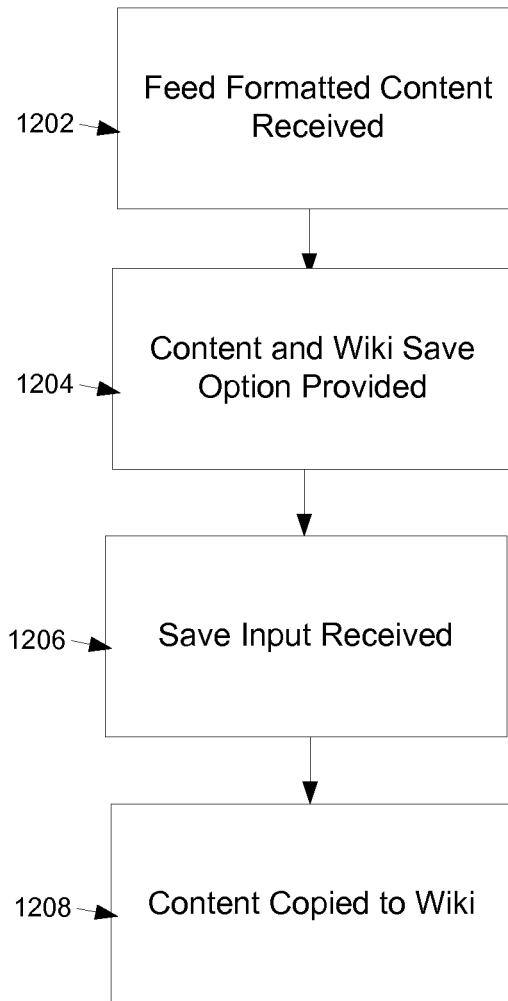 Feed Formatted Content
Received
1202
Content and Wiki Save
Option Provided
1204
Save Input Received
1206
Content Copied to Wiki
1208